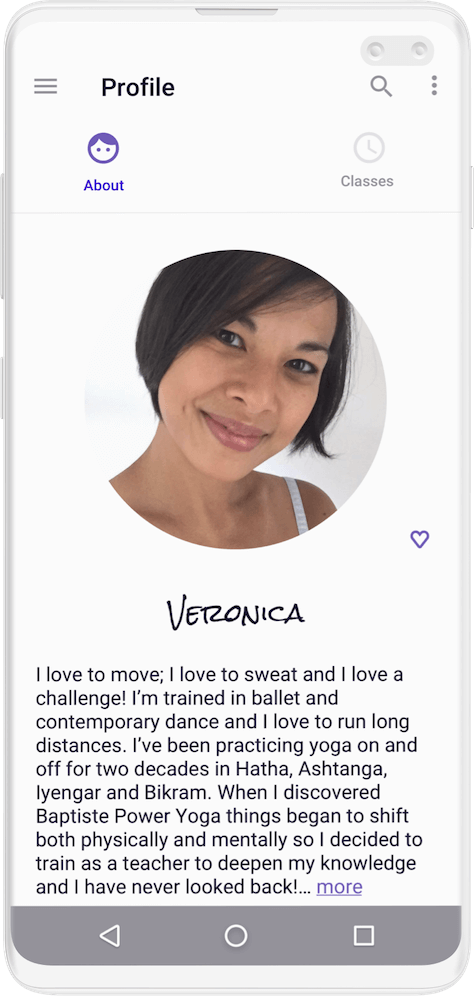 Profile
About
Classes
Veronica
I love to move; I love to sweat and I love a
challenge! I’m trained in ballet and
contemporary dance and I love to run long
distances. I’ve been practicing yoga on and
off for two decades in Hatha, Ashtanga,
Iyengar and Bikram. When I discovered
Baptiste Power Yoga things began to shift
both physically and mentally so I decided to
train as a teacher to deepen my knowledge
and I have never looked back!... more